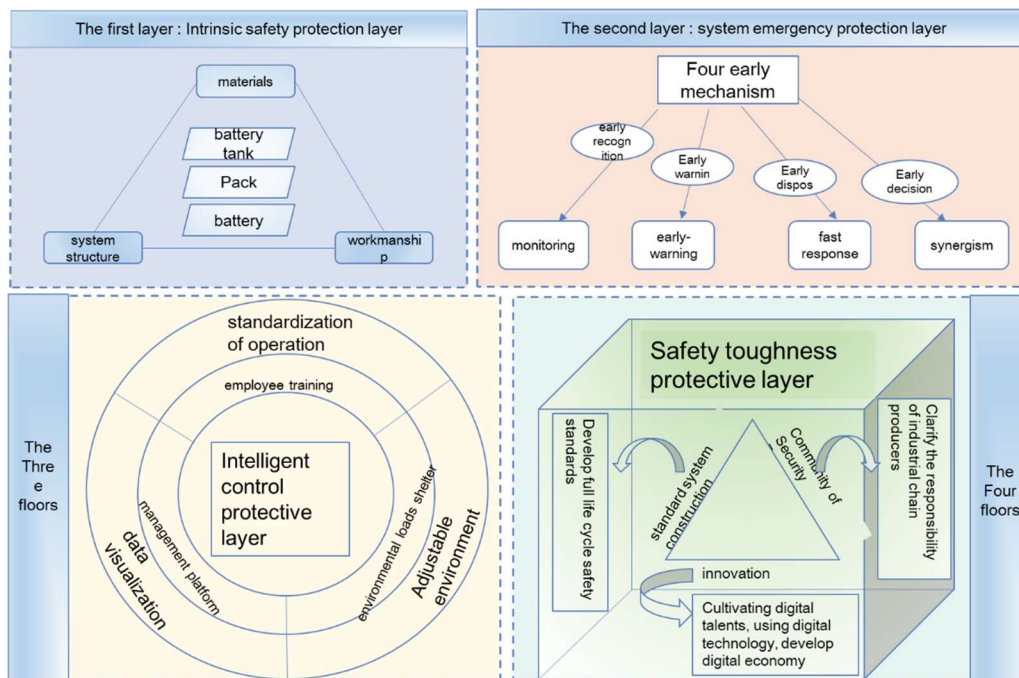 The first layer : Intrinsic safety protection layer
materials
battery
tank
Pack
battery
system
structure
workmanshi
p
The second layer : system emergency protection layer
Four early
mechanism
early
recogn
ition
Early
warnin
Early
dispos
Early
decision
monitoring
early-
warning
fast
response
synergism
The
Thre
e
floors
standardization
of operation
employee training
Intelligent
control
protective
layer
management platform
data
visualization
environmental loads shelter
Adjustable
environment
Safety toughness
protective layer
Develop full life cycle safety
standards
standard system
construction
Community of
Security
Clarify the responsibility
of industrial chain
producers
innovation
Cultivating digital
talents, using digital
technology, develop
digital economy
The
Four
floors